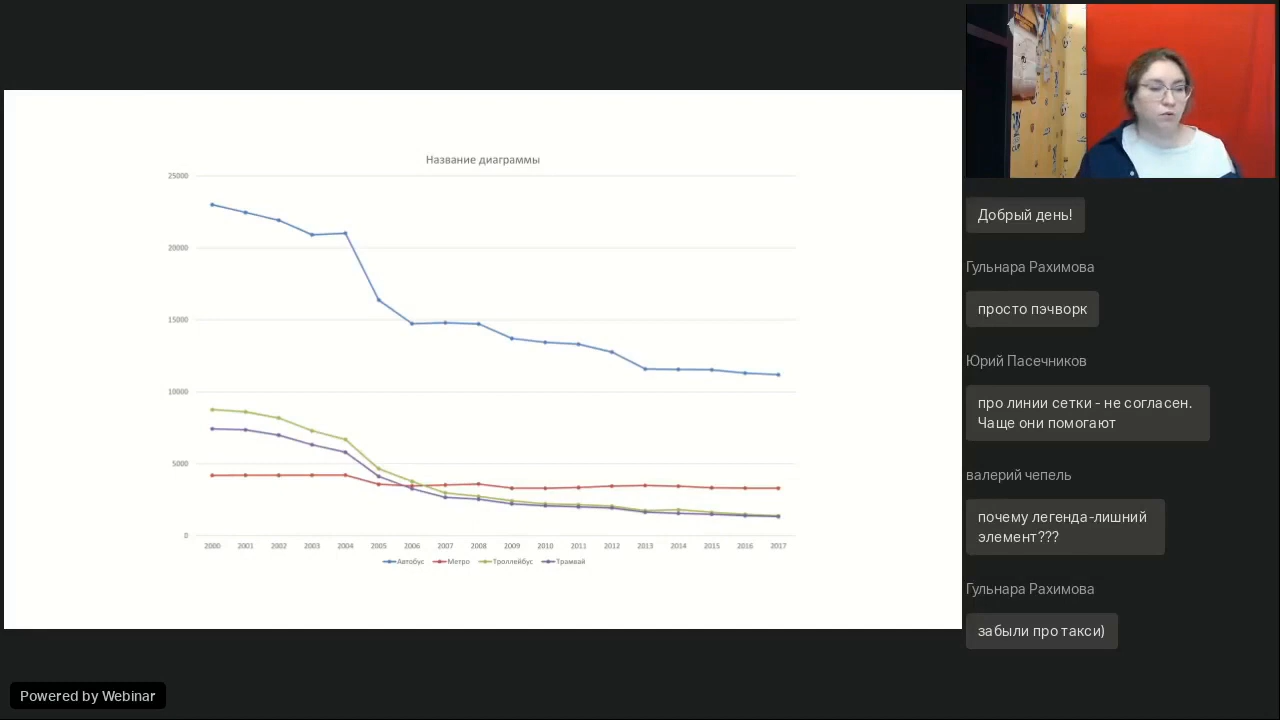 Название диаграммы
25000
20000
15000
10000
5000
0
2000 2001 2002 2003 2004 2005 2006 2007 2008 2009 2010 2011 2012 2013 2014 2015 2016 2017
Автобус Метро Троллейбус Трамвай
Добрый день!
Гульнара Рахимова
просто пэчворк
Юрий Пасечников
про линии сетки - не согласен.
Чаще они помогают
валерий чепель
почему легенда-лишний
элемент???
Гульнара Рахимова
забыли про такси)
Powered by Webinar